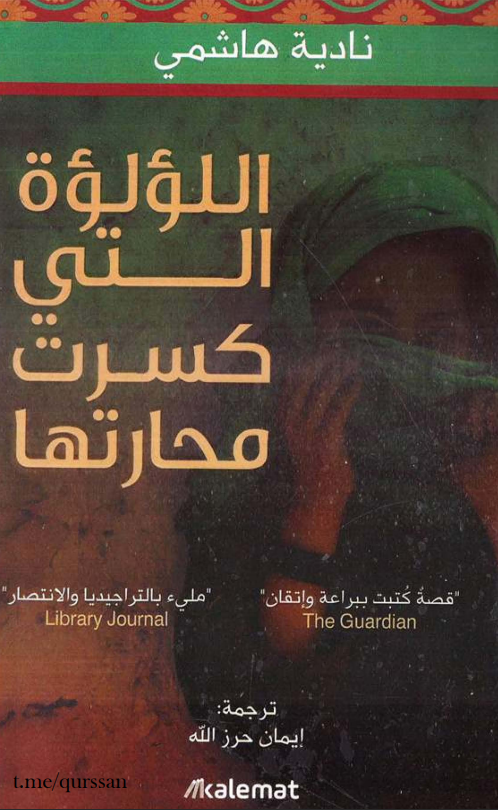 نادية هاشمي
اللؤلؤة
التي
كسرت
محارتها
"قصةٌ كُتبت ببراعة وإتقان"
The Guardian
"مليء بالتراجيديا والانتصار"
Library Journal
ترجمة:
إيمان حرز الله
kalemat
t.me/qurssan